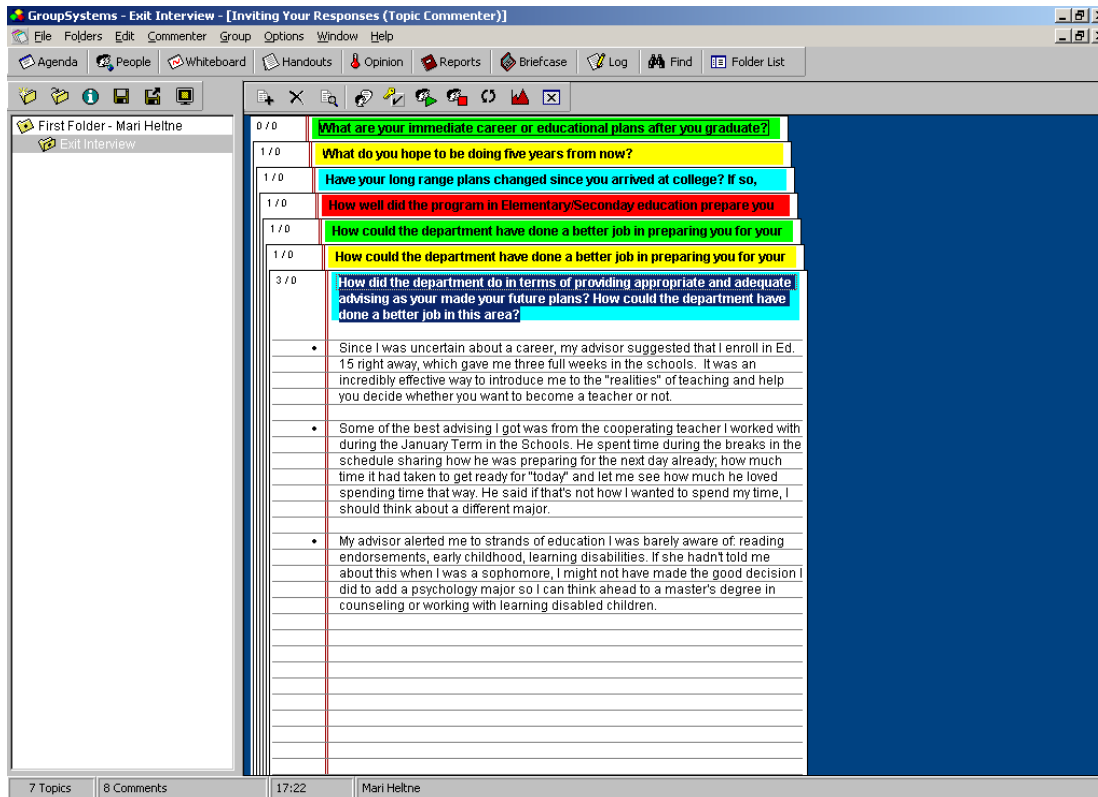 GroupSystems - Exit Interview - [Inviting Your Responses (Topic Commenter)]
File Folders Edit Commenter Group Options Window Help
Agenda People Whiteboard Handouts Opinion Reports Briefcase Log Find Folder List
First Folder - Mari Heltne
Exit Interview
0 / 0 What are your immediate career or educational plans after you graduate?
1 / 0 What do you hope to be doing five years from now?
1 / 0 Have your long range plans changed since you arrived at college? If so,
1 / 0 How well did the program in Elementary/Seconday education prepare you
1 / 0 How could the department have done a better job in preparing you for your
1 / 0 How could the department have done a better job in preparing you for your
3 / 0 How did the department do in terms of providing appropriate and adequate
advising as your made your future plans? How could the department have
done a better job in this area?
• Since I was uncertain about a career, my advisor suggested that I enroll in Ed.
15 right away, which gave me three full weeks in the schools.  It was an
incredibly effective way to introduce me to the "realities" of teaching and help
you decide whether you want to become a teacher or not.
• Some of the best advising I got was from the cooperating teacher I worked with
during the January Term in the Schools. He spent time during the breaks in the
schedule sharing how he was preparing for the next day already; how much
time it had taken to get ready for "today" and let me see how much he loved
spending time that way. He said if that's not how I wanted to spend my time, I
should think about a different major.
• My advisor alerted me to strands of education I was barely aware of: reading
endorsements, early childhood, learning disabilities. If she hadn't told me
about this when I was a sophomore, I might not have made the good decision I
did to add a psychology major so I can think ahead to a master's degree in
counseling or working with learning disabled children.
7 Topics 8 Comments 17:22 Mari Heltne